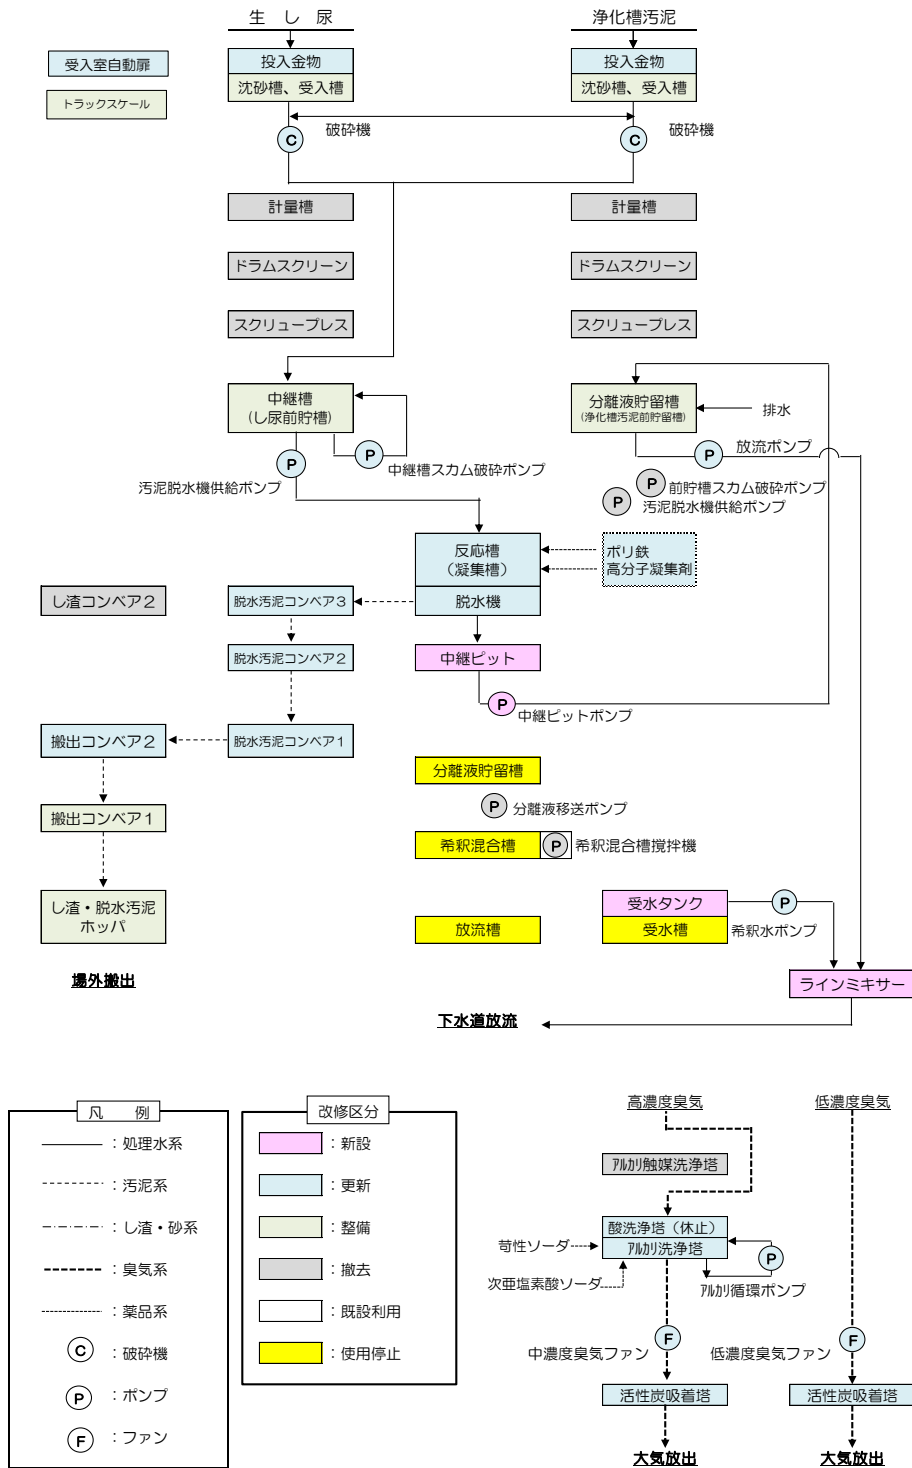 生 し 尿
浄化槽汚泥
受入室自動扉
トラックスケール
投入金物
沈砂槽、受入槽
投入金物
沈砂槽、受入槽
C
破砕機
C
破砕機
計量槽
計量槽
ドラムスクリーン
ドラムスクリーン
スクリュープレス
スクリュープレス
中継槽
(し尿前貯槽)
分離液貯留槽
(浄化槽汚泥前貯留槽)
排水
P
汚泥脱水機供給ポンプ
P
中継槽スカム破砕ポンプ
P
放流ポンプ
P
前貯槽スカム破砕ポンプ
P
汚泥脱水機供給ポンプ
反応槽
（凝集槽）
脱水機
ポリ鉄
高分子凝集剤
し渣コンベア２
脱水汚泥コンベア３
脱水汚泥コンベア２
中継ピット
P
中継ピットポンプ
搬出コンベア２
脱水汚泥コンベア１
分離液貯留槽
P
分離液移送ポンプ
搬出コンベア１
希釈混合槽
P
希釈混合槽撹拌機
し渣・脱水汚泥
ホッパ
受水タンク
受水槽
P
希釈水ポンプ
放流槽
場外搬出
ラインミキサー
下水道放流
凡 例
：処理水系
：汚泥系
：し渣・砂系
：臭気系
：薬品系
C
：破砕機
P
：ポンプ
F
：ファン
改修区分
：新設
：更新
：整備
：撤去
：既設利用
：使用停止
高濃度臭気
低濃度臭気
ｱﾙｶﾘ触媒洗浄塔
酸洗浄塔（休止）
ｱﾙｶﾘ洗浄塔
苛性ソーダ
次亜塩素酸ソーダ
P
ｱﾙｶﾘ循環ポンプ
F
中濃度臭気ファン
F
低濃度臭気ファン
活性炭吸着塔
活性炭吸着塔
大気放出
大気放出